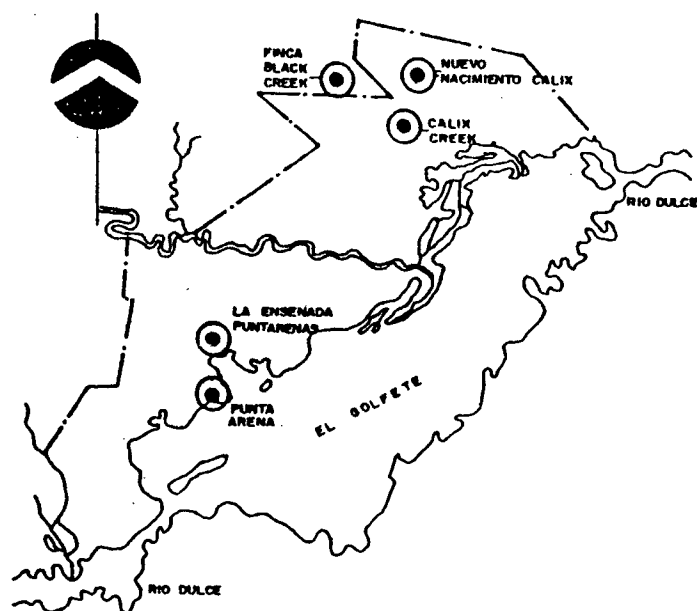 FINCA
BLACK
CREEK
NUEVO
NACIMIENTO CALIX
CALIX
CREEK
RIO DULCE
LA ENSENADA
PUNTARENAS
PUNTA
ARENA
EL GOLFETE
RIO DULCE